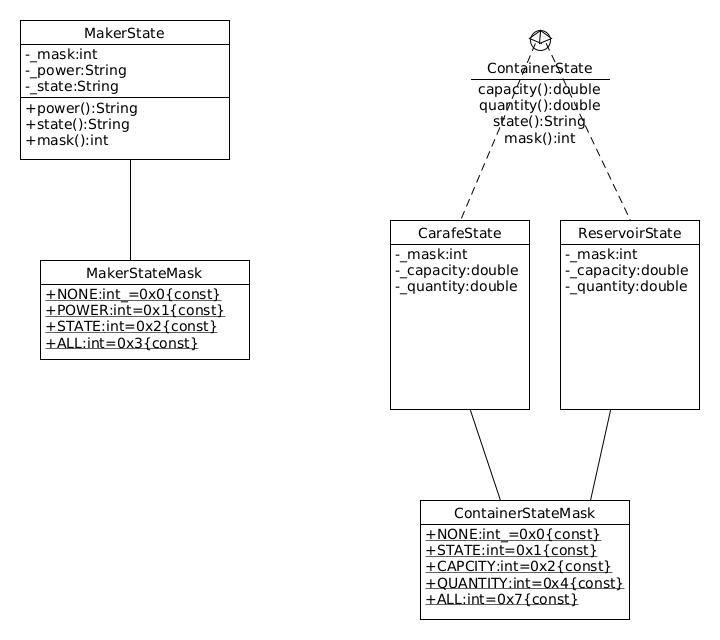 MakerState
-_mask:int
-_power:String
-_state:String
+power():String
+state():String
+mask():int
ContainerState
capacity():double
quantity():double
state():String
mask():int
CarafeState
-_mask:int
-_capacity:double
-_quantity:double
ReservoirState
-_mask:int
-_capacity:double
-_quantity:double
MakerStateMask
+NONE:int_=0x0{const}
+POWER:int=0x1{const}
+STATE:int=0x2{const}
+ALL:int=0x3{const}
ContainerStateMask
+NONE:int_=0x0{const}
+STATE:int=0x1{const}
+CAPCITY:int=0x2{const}
+QUANTITY:int=0x4{const}
+ALL:int=0x7{const}